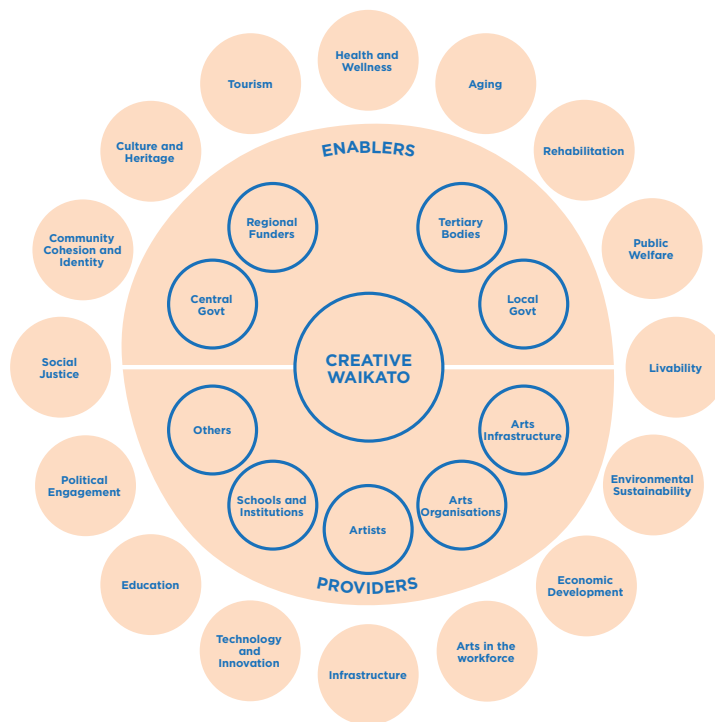 Health and
Wellness
Tourism
Aging
Culture and
Heritage
Rehabilitation
ENABLERS
Regional
Funders
Tertiary
Bodies
Community
Cohesion and
Identity
Public
Welfare
Central
Govt
Local
Govt
CREATIVE
WAIKATO
Social
Justice
Livability
Others
Arts
Infrastructure
Political
Engagement
Environmental
Sustainability
Schools and
Institutions
Arts
Organisations
Artists
PROVIDERS
Education
Economic
Development
Technology
and
Innovation
Arts in the
workforce
Infrastructure